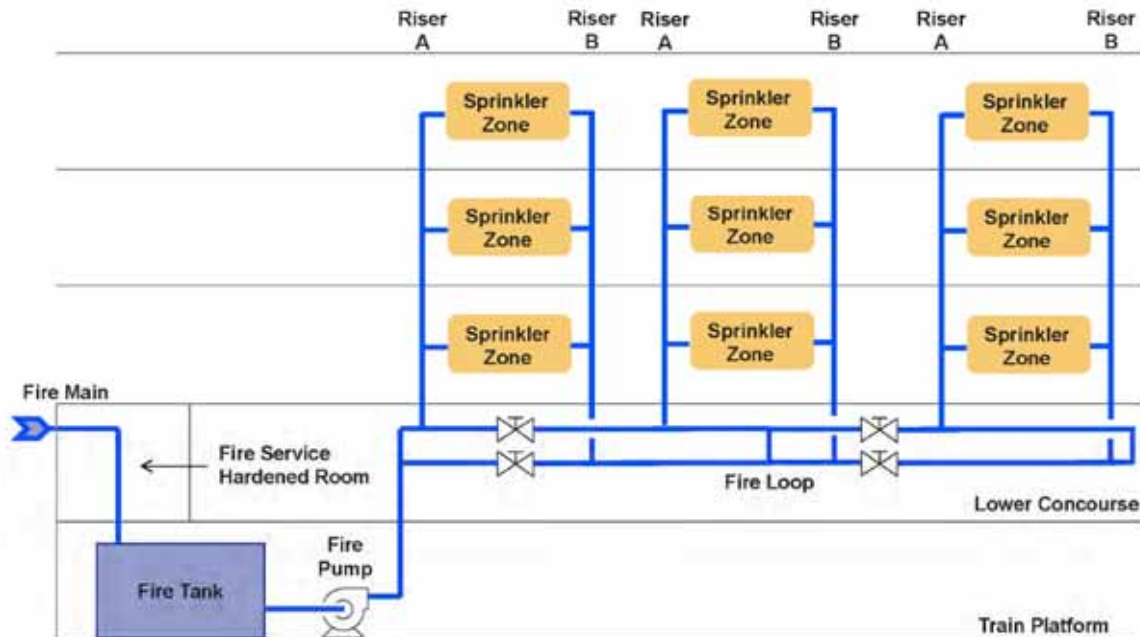 Riser A
Riser B
Riser A
Riser B
Riser A
Riser B
Sprinkler Zone
Sprinkler Zone
Sprinkler Zone
Sprinkler Zone
Sprinkler Zone
Sprinkler Zone
Sprinkler Zone
Sprinkler Zone
Sprinkler Zone
Fire Main
Fire Service
Hardened Room
Fire Loop
Lower Concourse
Fire
Pump
Fire Tank
Train Platform